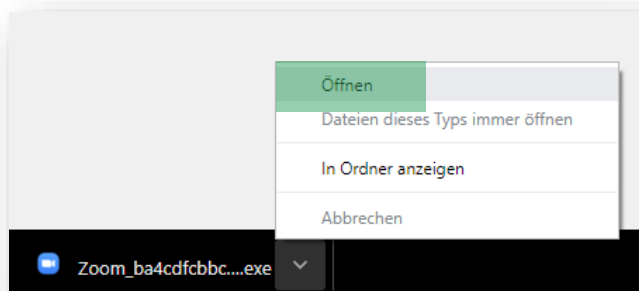 Öffnen
Dateien dieses Typs immer öffnen
In Ordner anzeigen
Abbrechen
Zoom_ba4cdfcbbc....exe